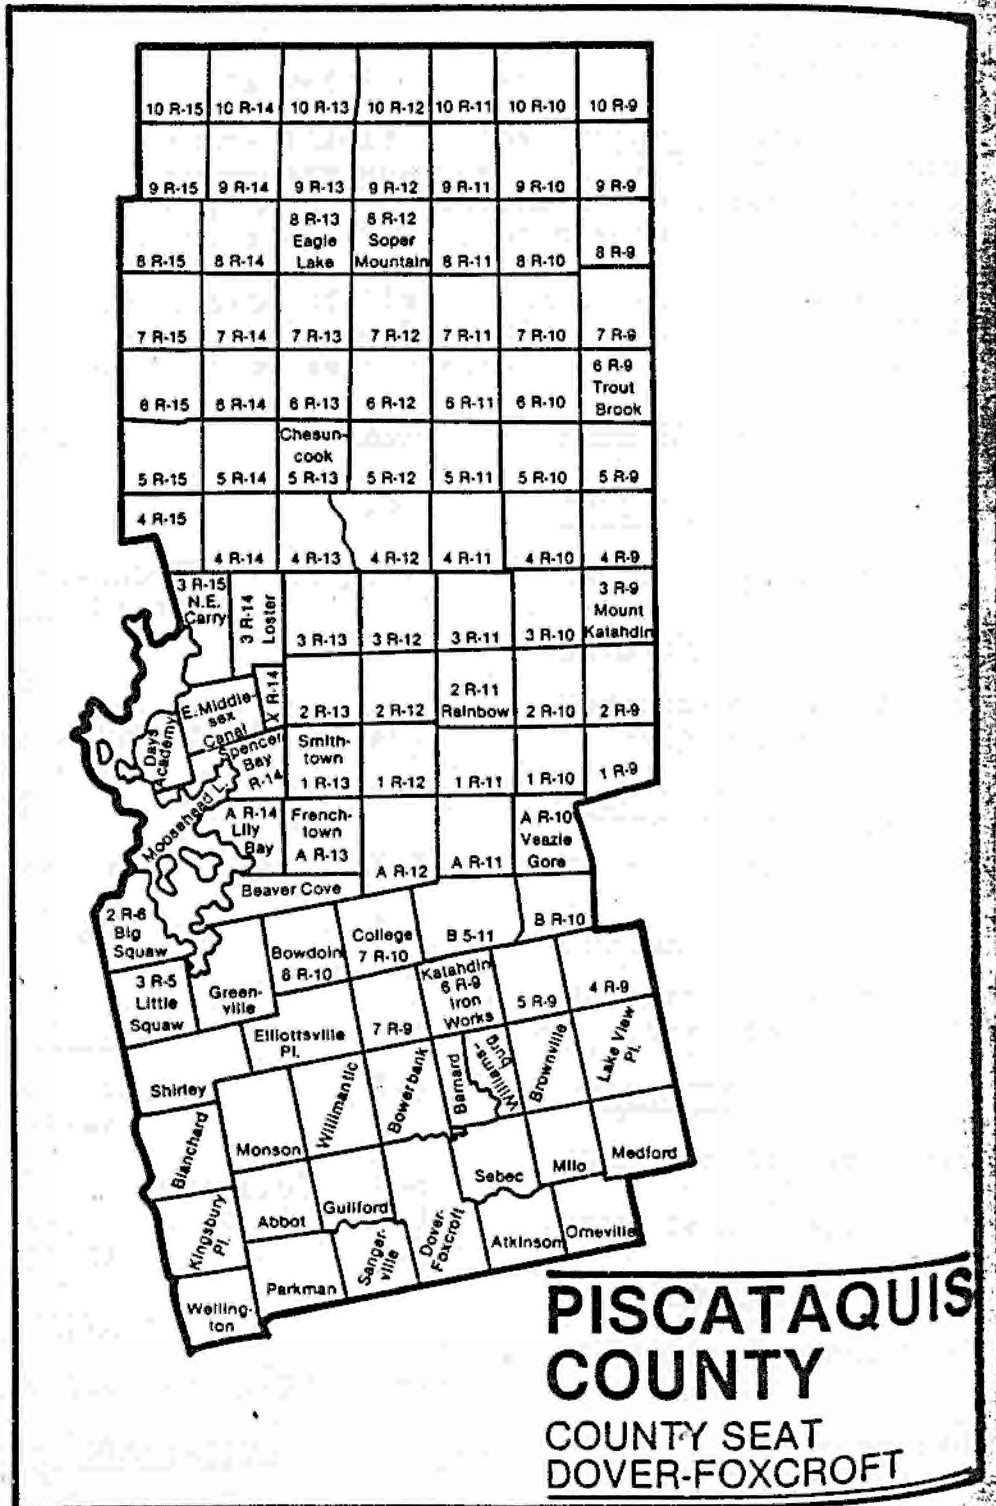 10 R-15 10 R-14 10 R-13 10 R-12 10 R-11 10 R-10 10 R-9
9 R-15 9 R-14 9 R-13 9 R-12 9 R-11 9 R-10 9 R-9
8 R-15
8 R-14
8 R-13
Eagle
Lake
8 R-12
Soper
Mountain
8 R-11
8 R-10
8 R-9
7 R-15 7 R-14 7 R-13 7 R-12 7 R-11 7 R-10 7 R-9
6 R-15 6 R-14 6 R-13 6 R-12 6 R-11 6 R-10
6 R-9
Trout
Brook
5 R-15 5 R-14
Chesun-
cook
5 R-13
5 R-12 5 R-11 5 R-10 5 R-9
4 R-15
4 R-14 4 R-13 4 R-12 4 R-11 4 R-10 4 R-9
3 R-15
N.E.
Carry
3 R-14
Loster
3 R-13 3 R-12 3 R-11 3 R-10
3 R-9
Mount
Katahdin
E. Middle-
sex
Canal
X R-14
2 R-13 2 R-12
2 R-11
Rainbow
2 R-10 2 R-9
Days
Academy
Spencer
Bay
R-14
Smith-
town
1 R-13
1 R-12 1 R-11 1 R-10 1 R-9
Moosehead L.
A R-14
Lily
Bay
French-
town
A R-13
A R-12
A R-11
A R-10
Veazie
Gore
Beaver Cove
2 R-6
Big
Squaw
Bowdoin
8 R-10
College
7 R-10
B 5-11
B R-10
3 R-5
Little
Squaw
Green-
ville
Elliottsville
Pl.
7 R-9
Katahdin
6 R-9
Iron
Works
5 R-9
4 R-9
Shirley
Willimantic
Bowerbank
Barnard
Williams-
burg
Brownville
Lake View
Pl.
Blanchard
Monson
Sebec
Milo
Medford
Kingsbury
Pl.
Abbot
Guilford
Dover-
Foxcroft
Atkinson
Orneville
Welling-
ton
Parkman
Sanger-
ville
PISCATAQUIS
COUNTY
COUNTY SEAT
DOVER-FOXCROFT